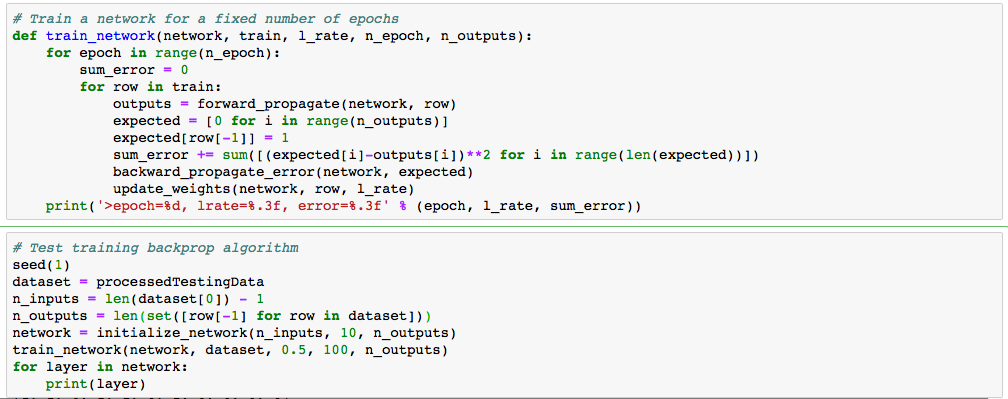 # Train a network for a fixed number of epochs
def train_network(network, train, l_rate, n_epoch, n_outputs):
    for epoch in range(n_epoch):
        sum_error = 0
        for row in train:
            outputs = forward_propagate(network, row)
            expected = [0 for i in range(n_outputs)]
            expected[row[-1]] = 1
            sum_error += sum([(expected[i]-outputs[i])**2 for i in range(len(expected))])
            backward_propagate_error(network, expected)
            update_weights(network, row, l_rate)
    print('>epoch=%d, lrate=%.3f, error=%.3f' % (epoch, l_rate, sum_error))
# Test training backprop algorithm
seed(1)
dataset = processedTestingData
n_inputs = len(dataset[0]) - 1
n_outputs = len(set([row[-1] for row in dataset]))
network = initialize_network(n_inputs, 10, n_outputs)
train_network(network, dataset, 0.5, 100, n_outputs)
for layer in network:
    print(layer)